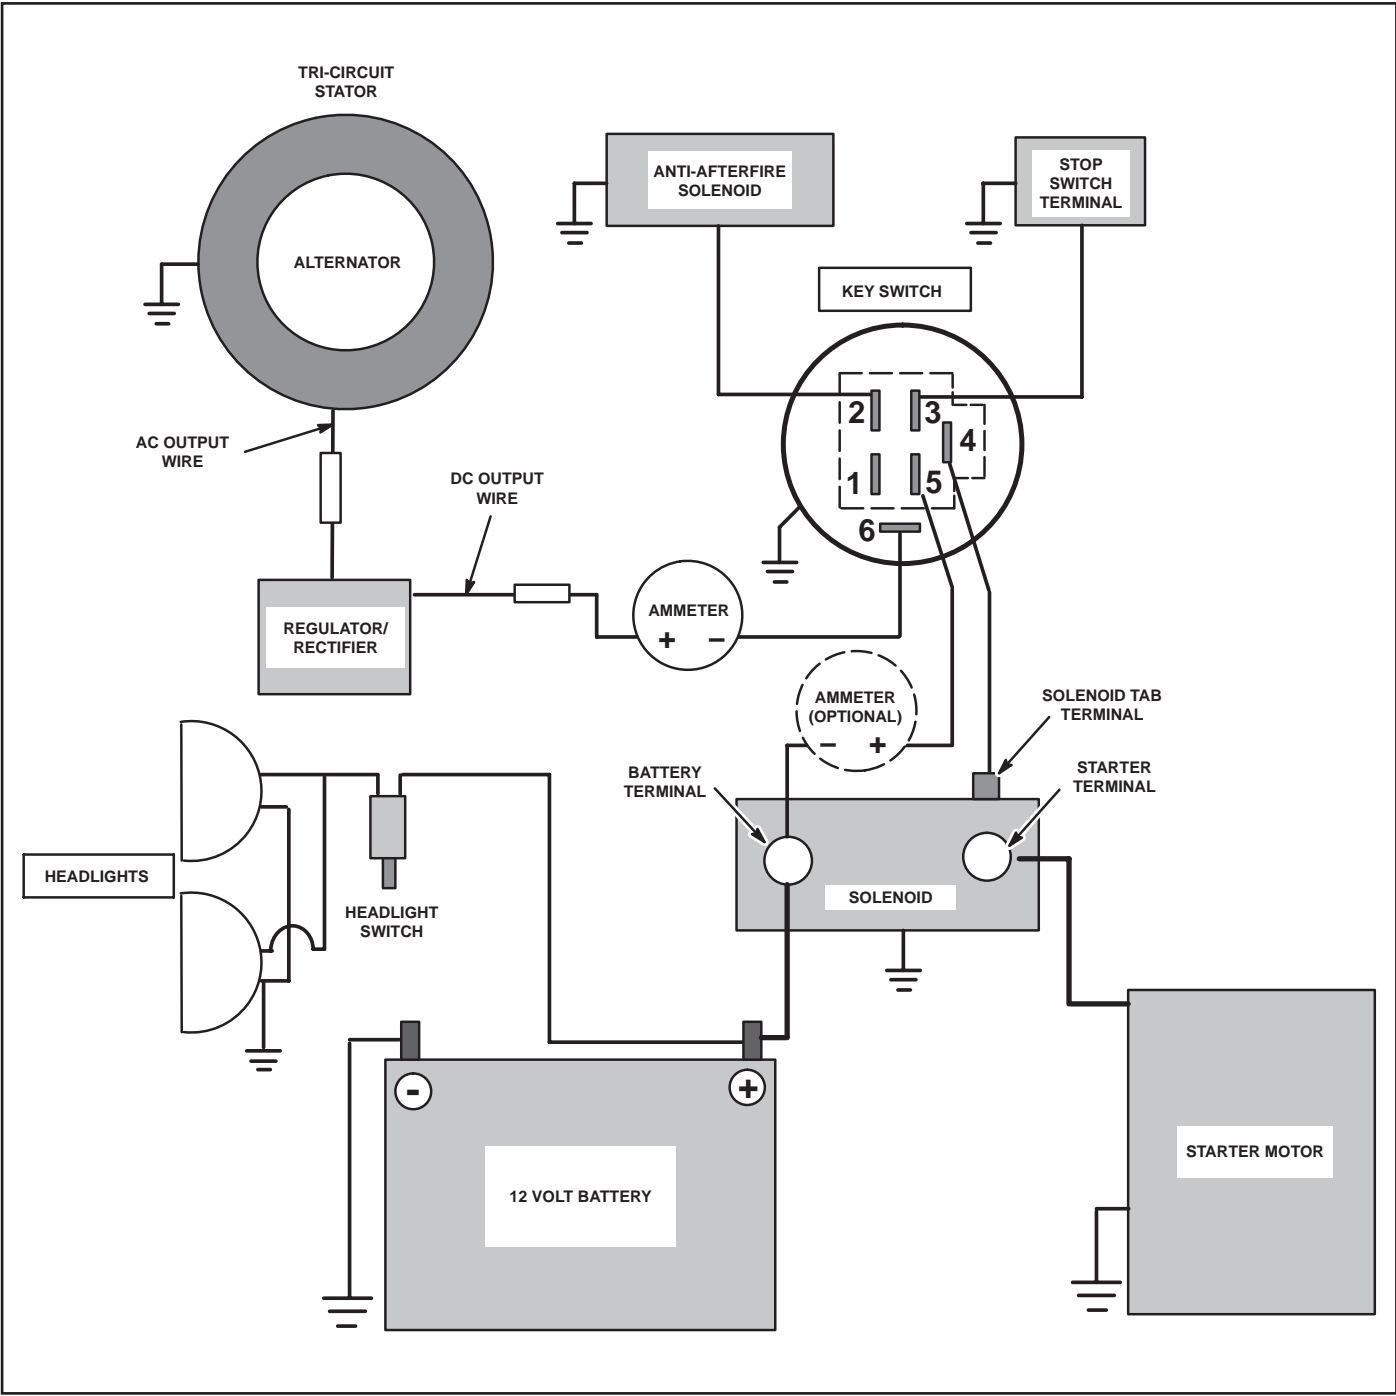 TRI-CIRCUIT
STATOR
ALTERNATOR
ANTI-AFTERFIRE
SOLENOID
STOP
SWITCH
TERMINAL
KEY SWITCH
2
3
4
1
5
6
AC OUTPUT
WIRE
DC OUTPUT
WIRE
REGULATOR/
RECTIFIER
AMMETER
+ −
AMMETER
(OPTIONAL)
− +
SOLENOID TAB
TERMINAL
BATTERY
TERMINAL
STARTER
TERMINAL
SOLENOID
HEADLIGHTS
HEADLIGHT
SWITCH
- +
12 VOLT BATTERY
STARTER MOTOR